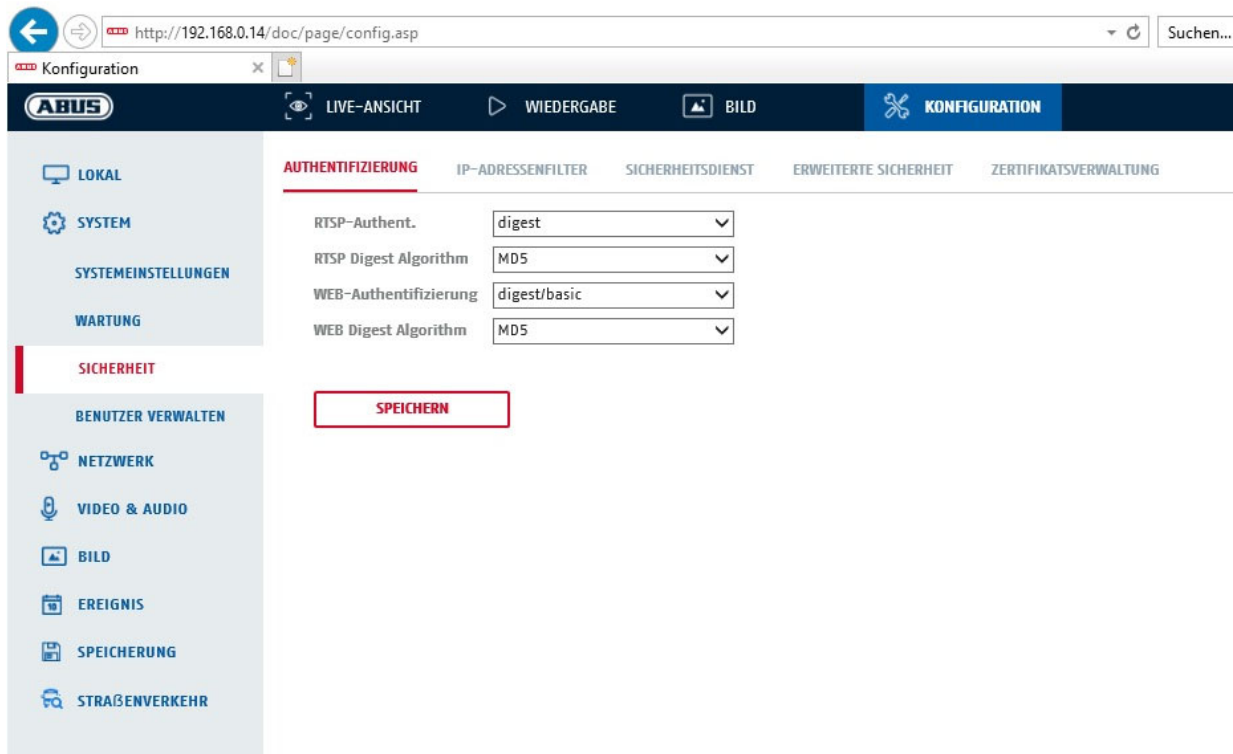 http://192.168.0.14/doc/page/config.asp
Suchen...
Konfiguration
ABUS
LIVE-ANSICHT
WIEDERGABE
BILD
KONFIGURATION
LOKAL
SYSTEM
SYSTEMEINSTELLUNGEN
WARTUNG
SICHERHEIT
BENUTZER VERWALTEN
NETZWERK
VIDEO & AUDIO
BILD
EREIGNIS
SPEICHERUNG
STRAßENVERKEHR
AUTHENTIFIZIERUNG
IP-ADRESSENFILTER
SICHERHEITSDIENST
ERWEITERTE SICHERHEIT
ZERTIFIKATSVERWALTUNG
RTSP-Authent. digest
RTSP Digest Algorithm MD5
WEB-Authentifizierung digest/basic
WEB Digest Algorithm MD5
SPEICHERN